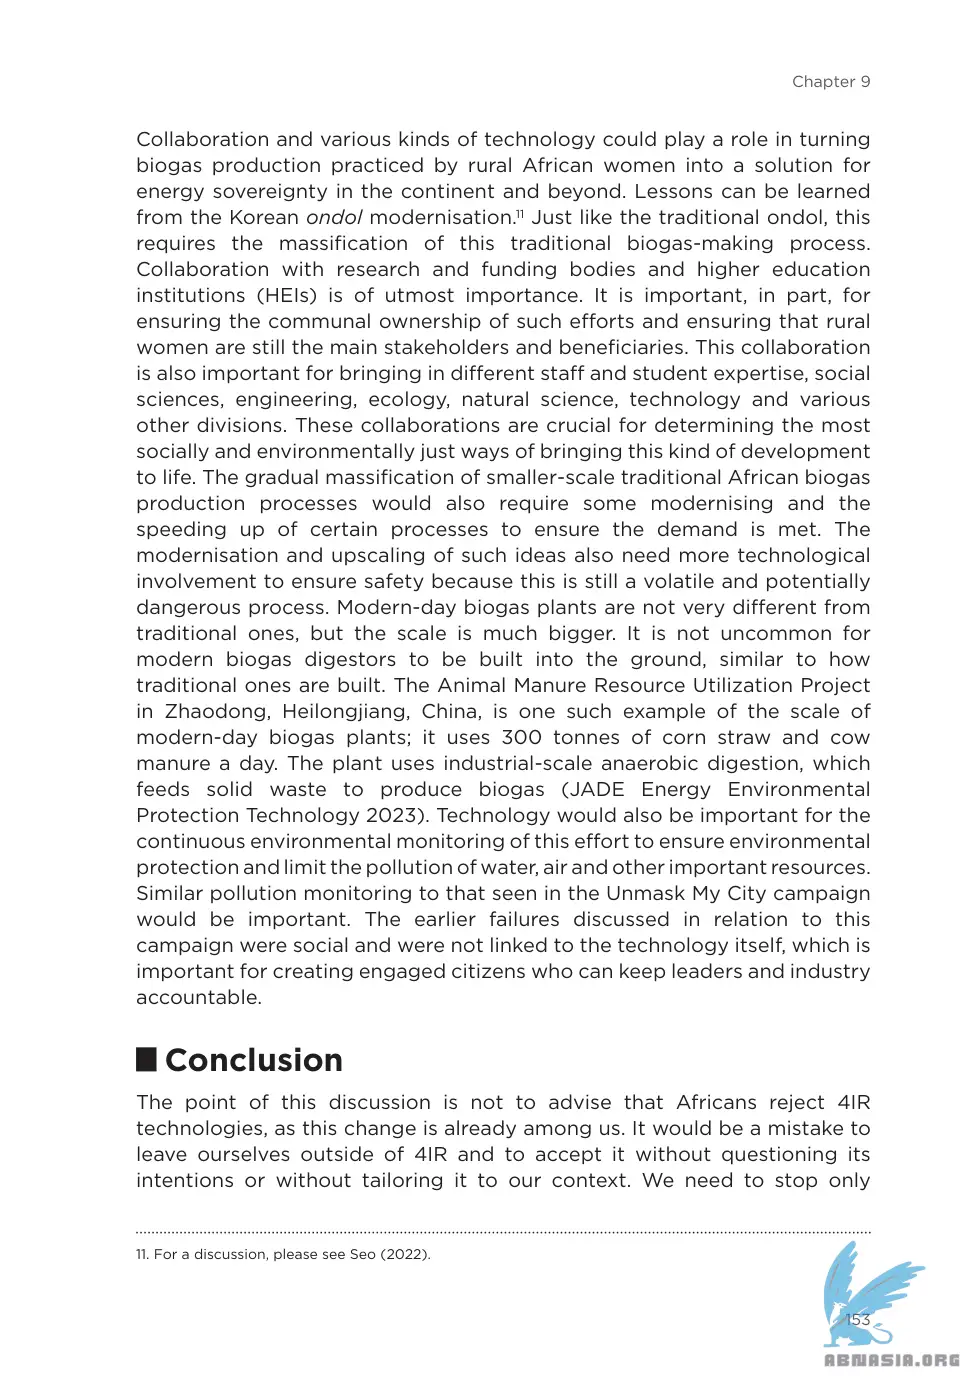 Chapter 9
Collaboration and various kinds of technology could play a role in turning
biogas production practiced by rural African women into a solution for
energy sovereignty in the continent and beyond. Lessons can be learned
from the Korean ondol modernisation.11 Just like the traditional ondol, this
requires the massification of this traditional biogas-making process.
Collaboration with research and funding bodies and higher education
institutions (HEIs) is of utmost importance. It is important, in part, for
ensuring the communal ownership of such efforts and ensuring that rural
women are still the main stakeholders and beneficiaries. This collaboration
is also important for bringing in different staff and student expertise, social
sciences, engineering, ecology, natural science, technology and various
other divisions. These collaborations are crucial for determining the most
socially and environmentally just ways of bringing this kind of development
to life. The gradual massification of smaller-scale traditional African biogas
production processes would also require some modernising and the
speeding up of certain processes to ensure the demand is met. The
modernisation and upscaling of such ideas also need more technological
involvement to ensure safety because this is still a volatile and potentially
dangerous process. Modern-day biogas plants are not very different from
traditional ones, but the scale is much bigger. It is not uncommon for
modern biogas digestors to be built into the ground, similar to how
traditional ones are built. The Animal Manure Resource Utilization Project
in Zhaodong, Heilongjiang, China, is one such example of the scale of
modern-day biogas plants; it uses 300 tonnes of corn straw and cow
manure a day. The plant uses industrial-scale anaerobic digestion, which
feeds solid waste to produce biogas (JADE Energy Environmental
Protection Technology 2023). Technology would also be important for the
continuous environmental monitoring of this effort to ensure environmental
protection and limit the pollution of water, air and other important resources.
Similar pollution monitoring to that seen in the Unmask My City campaign
would be important. The earlier failures discussed in relation to this
campaign were social and were not linked to the technology itself, which is
important for creating engaged citizens who can keep leaders and industry
accountable.
Conclusion
The point of this discussion is not to advise that Africans reject 4IR
technologies, as this change is already among us. It would be a mistake to
leave ourselves outside of 4IR and to accept it without questioning its
intentions or without tailoring it to our context. We need to stop only
11. For a discussion, please see Seo (2022).
153
ABNASIA.ORG